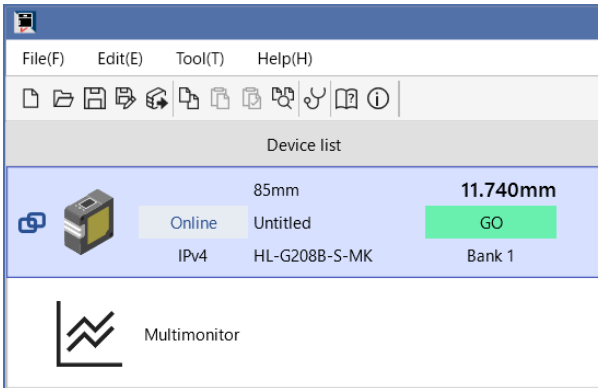 File(F) Edit(E) Tool(T) Help(H)
Device list
85mm 11.740mm
Online Untitled GO
IPv4 HL-G208B-S-MK Bank 1
Multimonitor